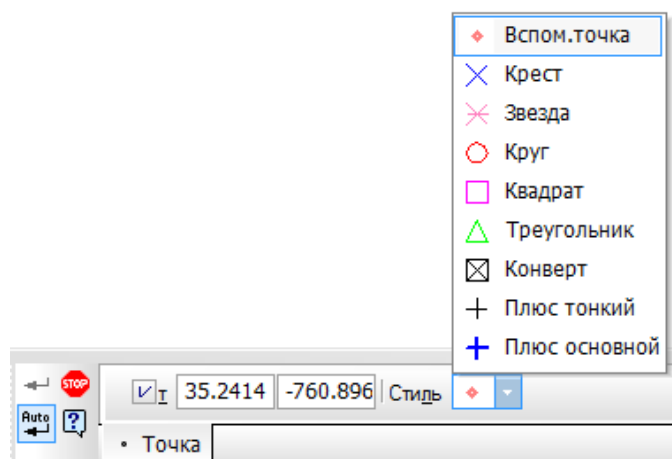 Вспом.точка
Крест
Звезда
Круг
Квадрат
Треугольник
Конверт
Плюс тонкий
Плюс основной
STOP
т 35.2414 -760.896 Стиль
Auto
• Точка